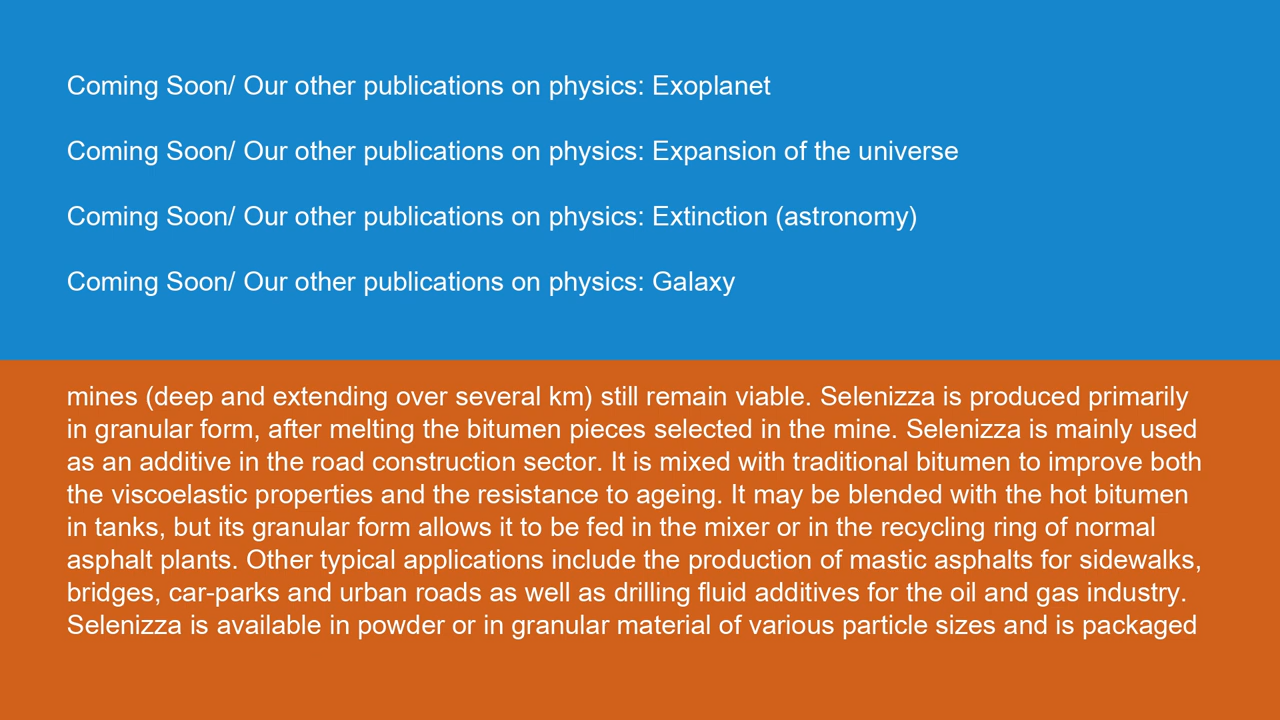 Coming Soon/ Our other publications on physics: Exoplanet
Coming Soon/ Our other publications on physics: Expansion of the universe
Coming Soon/ Our other publications on physics: Extinction (astronomy)
Coming Soon/ Our other publications on physics: Galaxy
mines (deep and extending over several km) still remain viable. Selenizza is produced primarily
in granular form, after melting the bitumen pieces selected in the mine. Selenizza is mainly used
as an additive in the road construction sector. It is mixed with traditional bitumen to improve both
the viscoelastic properties and the resistance to ageing. It may be blended with the hot bitumen
in tanks, but its granular form allows it to be fed in the mixer or in the recycling ring of normal
asphalt plants. Other typical applications include the production of mastic asphalts for sidewalks,
bridges, car-parks and urban roads as well as drilling fluid additives for the oil and gas industry.
Selenizza is available in powder or in granular material of various particle sizes and is packaged